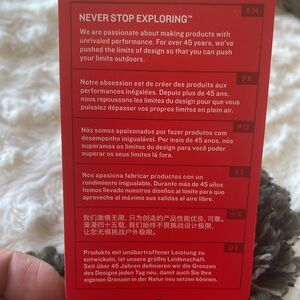 NEVER STOP EXPLORING™
EN
We are passionate about making products with
unrivaled performance. For over 45 years, we've
pushed the limits of design so that you can push
your limits outdoors.
FR
Notre obsession est de créer des produits aux
performances inégalées. Depuis plus de 45 ans,
nous repoussons les limites du design pour que vous
puissiez dépasser vos propres limites en plein air.
PO
Nós somos apaixonados por fazer produtos com
desempenho inigualável. Por mais de 45 anos, nós
superamos os limites do design para você poder
superar os seus limites lá fora.
ES
Nos apasiona fabricar productos con un
rendimiento inigualable. Durante más de 45 años
hemos llevado nuestro diseño al límite para que
aproveche al máximo sus salidas al aire libre.
我们激情无限，只为创造的产品性能优良、可靠。
漫漫四十五载，我们始终不畏挑战设计极限，
让您无惧挑战户外极限。
DE
Produkte mit unübertroffener Leistung zu
entwickeln, ist unsere größte Leidenschaft.
Seit über 45 Jahren definieren wir die Grenzen
des Designs jeden Tag neu, damit auch Sie Ihre
eigenen Grenzen in der Natur neu setzen können.